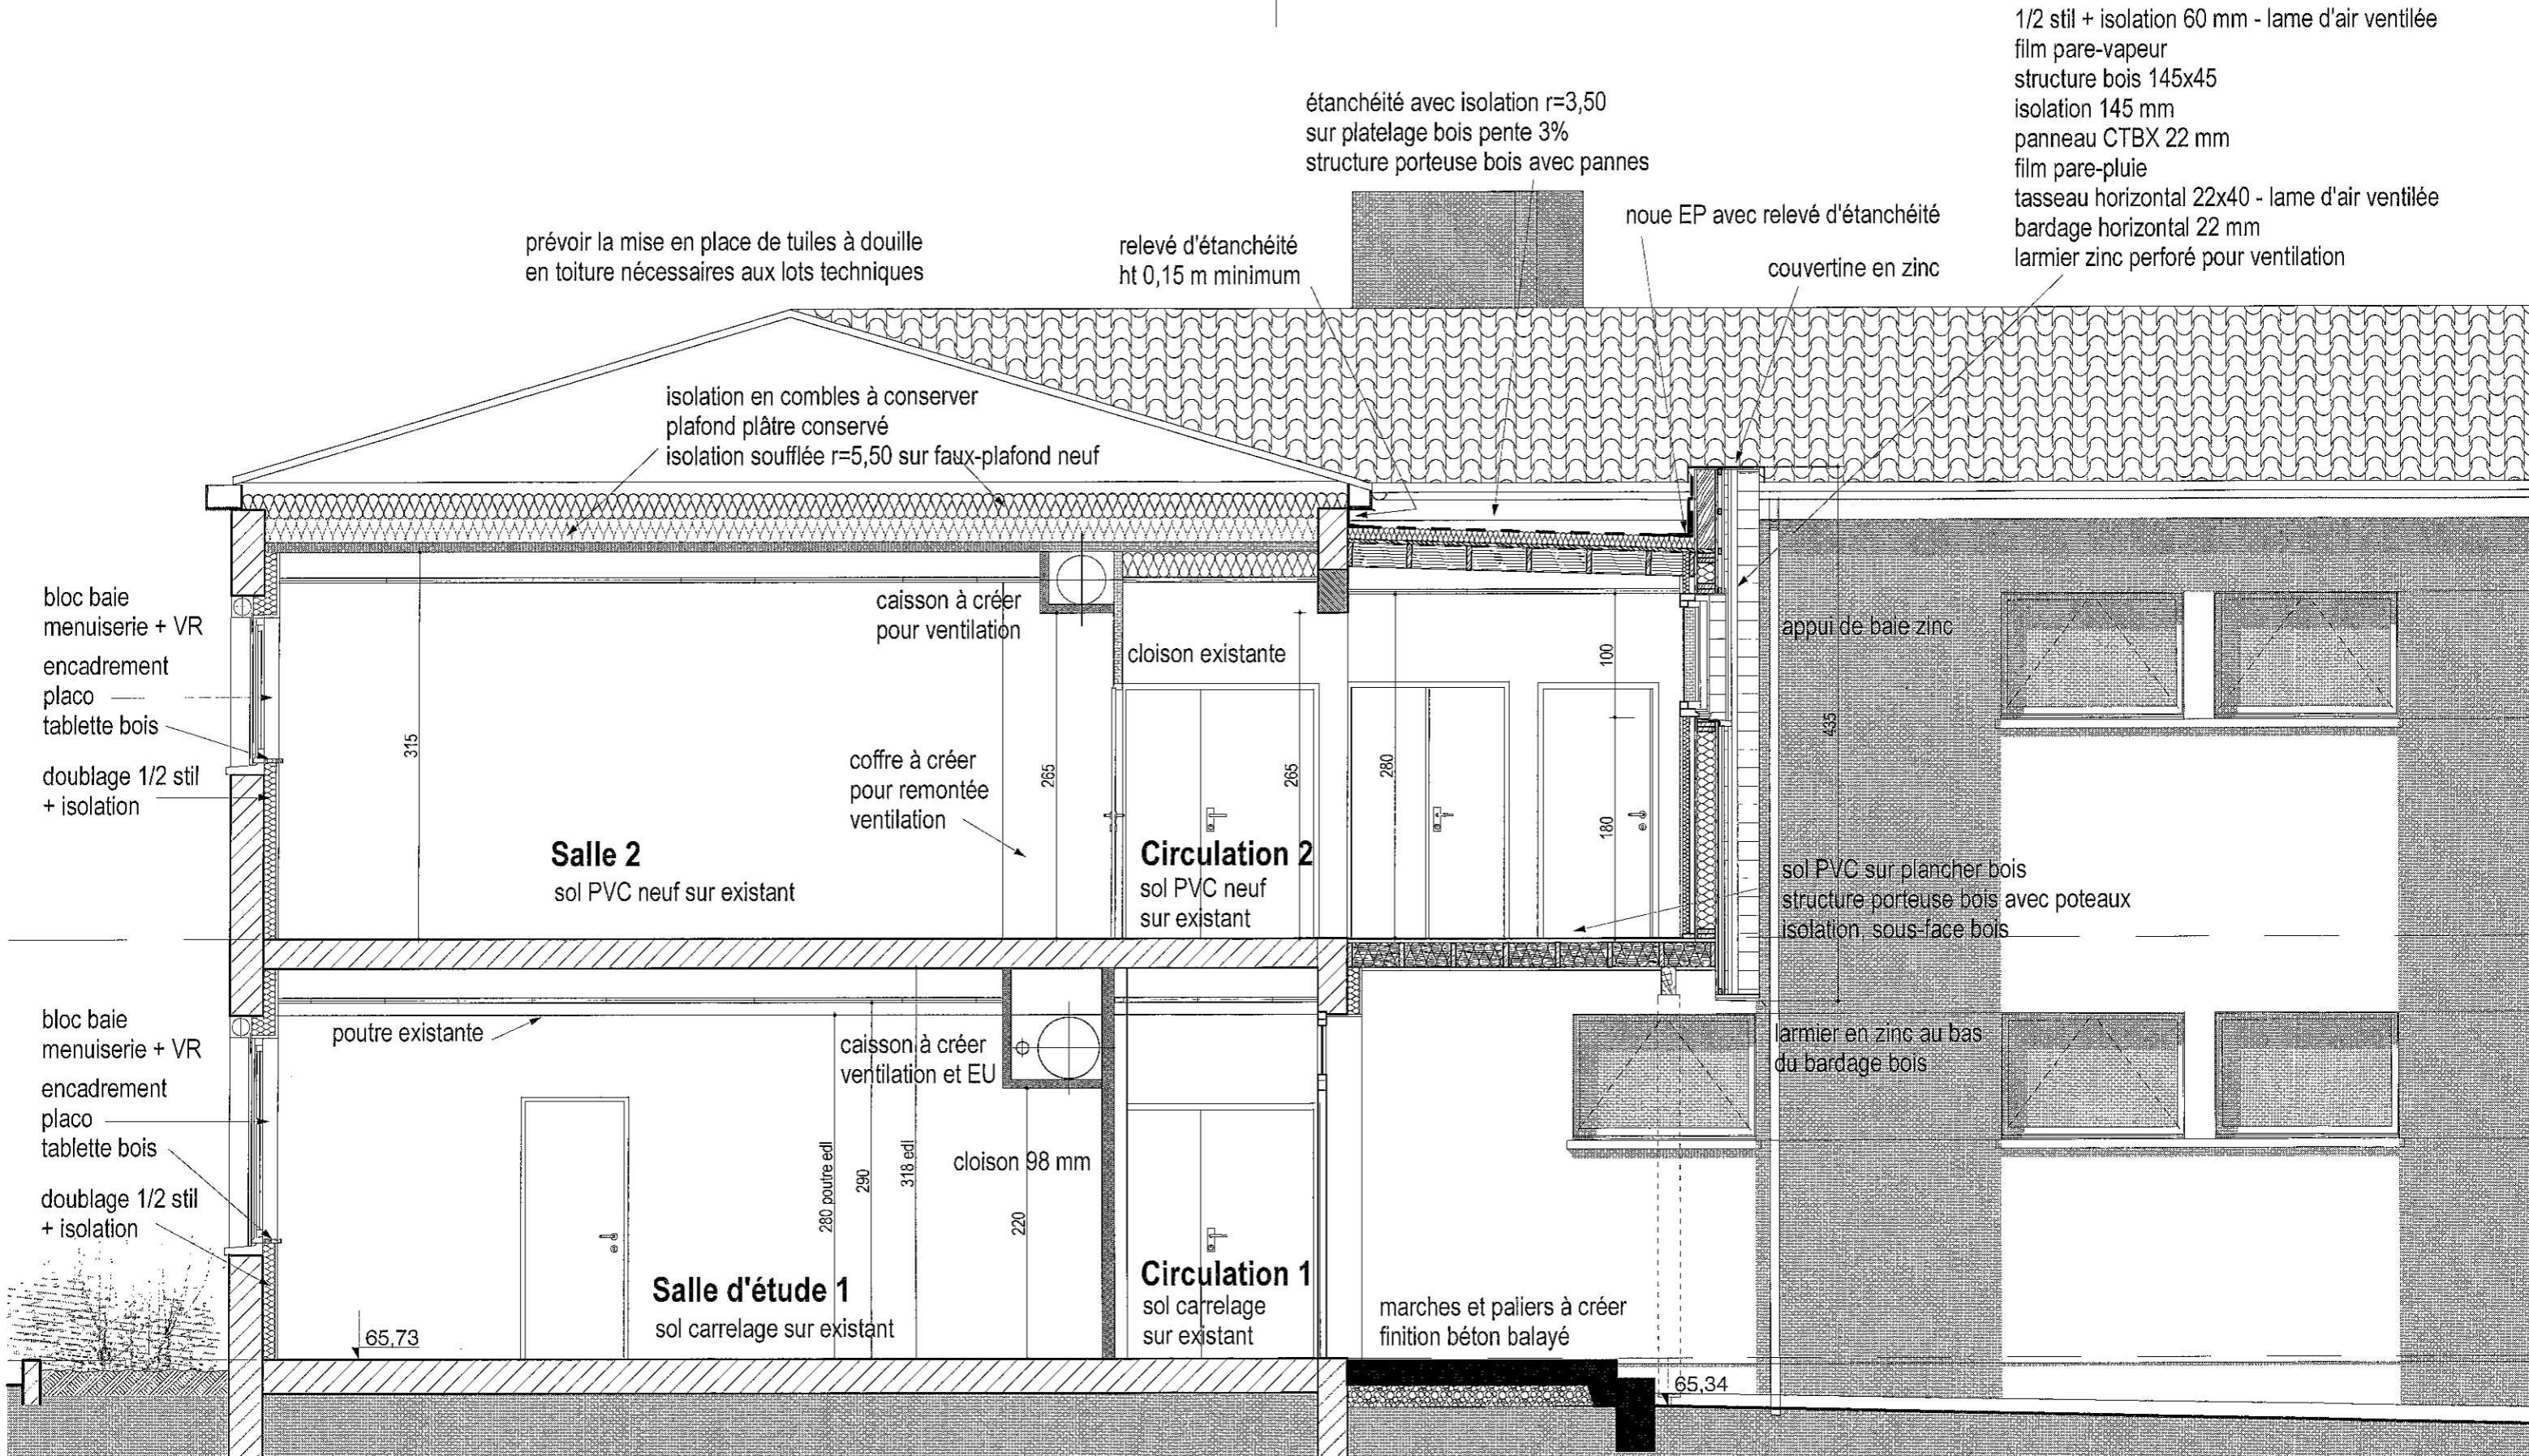 1/2 stil + isolation 60 mm - lame d'air ventilée
film pare-vapeur
structure bois 145x45
isolation 145 mm
panneau CTBX 22 mm
film pare-pluie
tasseau horizontal 22x40 - lame d'air ventilée
bardage horizontal 22 mm
larmier zinc perforé pour ventilation
étanchéité avec isolation r=3,50
sur platelage bois pente 3%
structure porteuse bois avec pannes
noue EP avec relevé d'étanchéité
couvertine en zinc
prévoir la mise en place de tuiles à douille
en toiture nécessaires aux lots techniques
relevé d'étanchéité
ht 0,15 m minimum
isolation en combles à conserver
plafond plâtre conservé
isolation soufflée r=5,50 sur faux-plafond neuf
bloc baie
menuiserie + VR
encadrement
placo
tablette bois
doublage 1/2 stil
+ isolation
315
caisson à créer
pour ventilation
cloison existante
coffre à créer
pour remontée
ventilation
265
265
280
100
180
435
appui de baie zinc
Salle 2
sol PVC neuf sur existant
Circulation 2
sol PVC neuf
sur existant
sol PVC sur plancher bois
structure porteuse bois avec poteaux
isolation, sous-face bois
bloc baie
menuiserie + VR
encadrement
placo
tablette bois
doublage 1/2 stil
+ isolation
poutre existante
caisson à créer
ventilation et EU
larmier en zinc au bas
du bardage bois
280 poutre edl
290
318 edl
cloison 98 mm
220
Salle d'étude 1
sol carrelage sur existant
Circulation 1
sol carrelage
sur existant
marches et paliers à créer
finition béton balayé
65,73
65,34